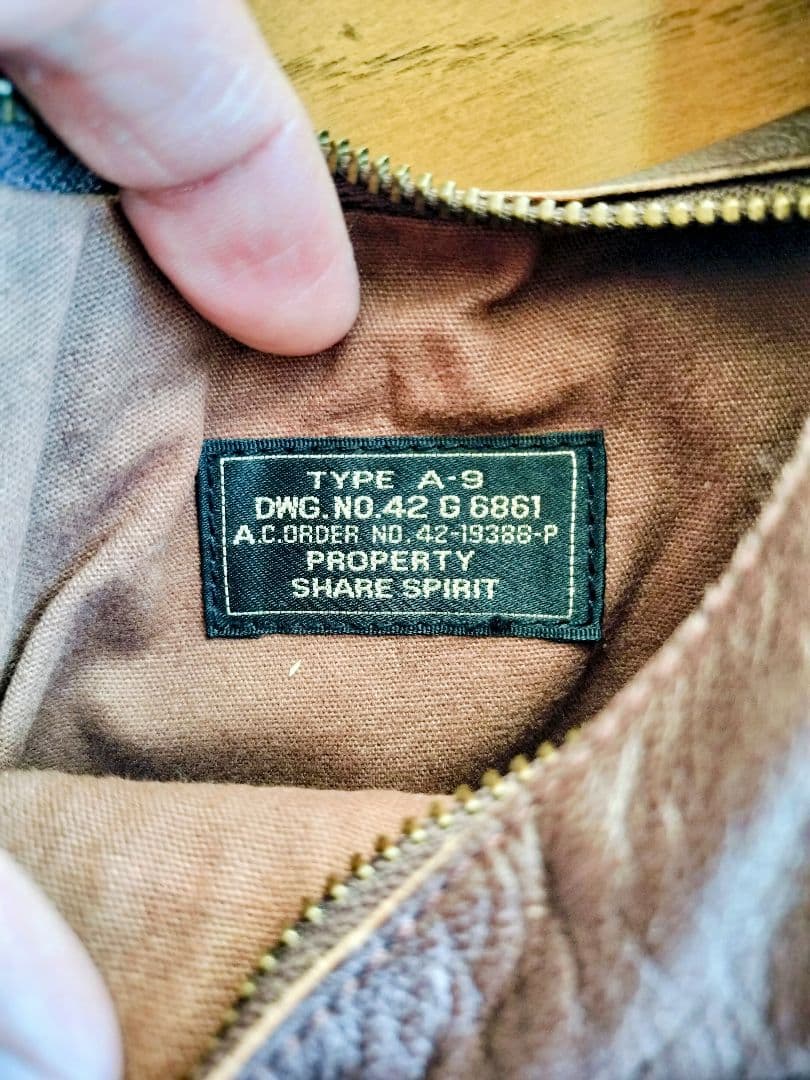 TYPE A-9
DWG.NO.42 G 6861
A.C.ORDER NO.42-19388-P
PROPERTY
SHARE SPIRIT